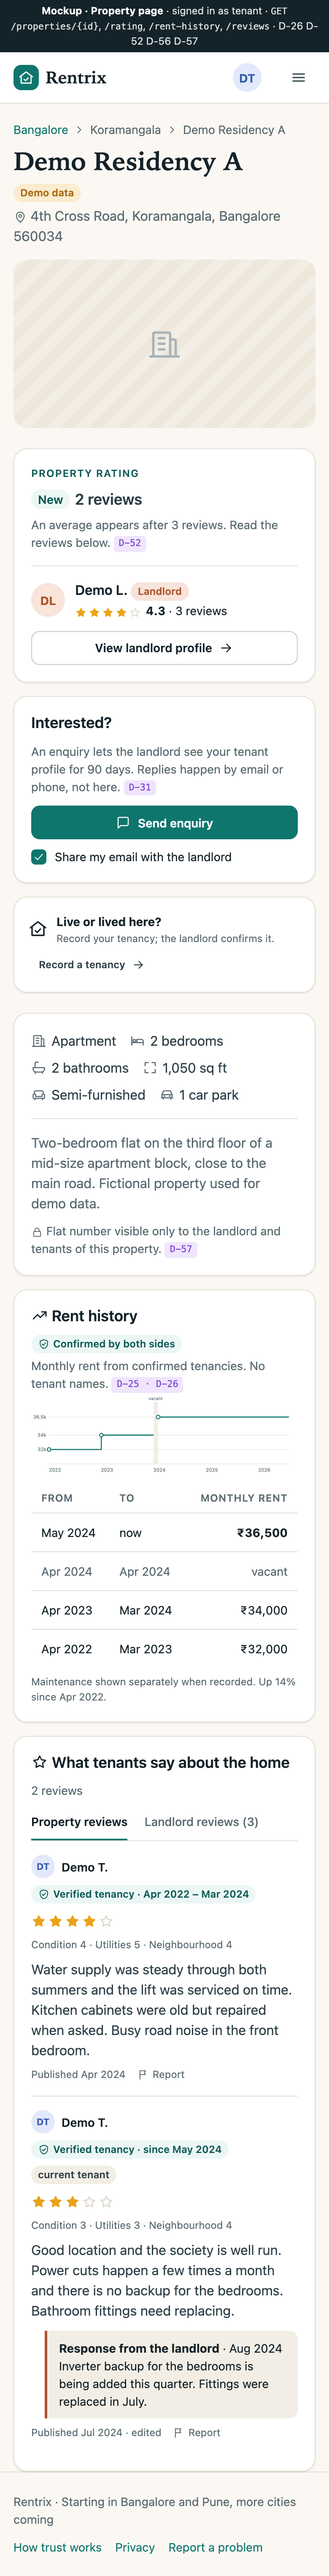 Mockup · Property page · signed in as tenant · GET
/properties/{id}, /rating, /rent-history, /reviews · D-26 D-
52 D-56 D-57
Rentrix
DT
Bangalore > Koramangala > Demo Residency A
Demo Residency A
Demo data
4th Cross Road, Koramangala, Bangalore
560034
PROPERTY RATING
New 2 reviews
An average appears after 3 reviews. Read the
reviews below. D-52
DL
Demo L. Landlord
4.3 · 3 reviews
View landlord profile →
Interested?
An enquiry lets the landlord see your tenant
profile for 90 days. Replies happen by email or
phone, not here. D-31
Send enquiry
Share my email with the landlord
Live or lived here?
Record your tenancy; the landlord confirms it.
Record a tenancy →
Apartment 2 bedrooms
2 bathrooms 1,050 sq ft
Semi-furnished 1 car park
Two-bedroom flat on the third floor of a
mid-size apartment block, close to the
main road. Fictional property used for
demo data.
Flat number visible only to the landlord and
tenants of this property. D-57
Rent history
Confirmed by both sides
Monthly rent from confirmed tenancies. No
tenant names. D-25 · D-26
vacant
36.5k
34k
32k
2022 2023 2024 2025 2026
FROM TO MONTHLY RENT
May 2024 now ₹36,500
Apr 2024 Apr 2024 vacant
Apr 2023 Mar 2024 ₹34,000
Apr 2022 Mar 2023 ₹32,000
Maintenance shown separately when recorded. Up 14%
since Apr 2022.
What tenants say about the home
2 reviews
Property reviews Landlord reviews (3)
DT Demo T.
Verified tenancy · Apr 2022 – Mar 2024
Condition 4 · Utilities 5 · Neighbourhood 4
Water supply was steady through both
summers and the lift was serviced on time.
Kitchen cabinets were old but repaired
when asked. Busy road noise in the front
bedroom.
Published Apr 2024 Report
DT Demo T.
Verified tenancy · since May 2024
current tenant
Condition 3 · Utilities 3 · Neighbourhood 4
Good location and the society is well run.
Power cuts happen a few times a month
and there is no backup for the bedrooms.
Bathroom fittings need replacing.
Response from the landlord · Aug 2024
Inverter backup for the bedrooms is
being added this quarter. Fittings were
replaced in July.
Published Jul 2024 · edited Report
Rentrix · Starting in Bangalore and Pune, more cities
coming
How trust works Privacy Report a problem